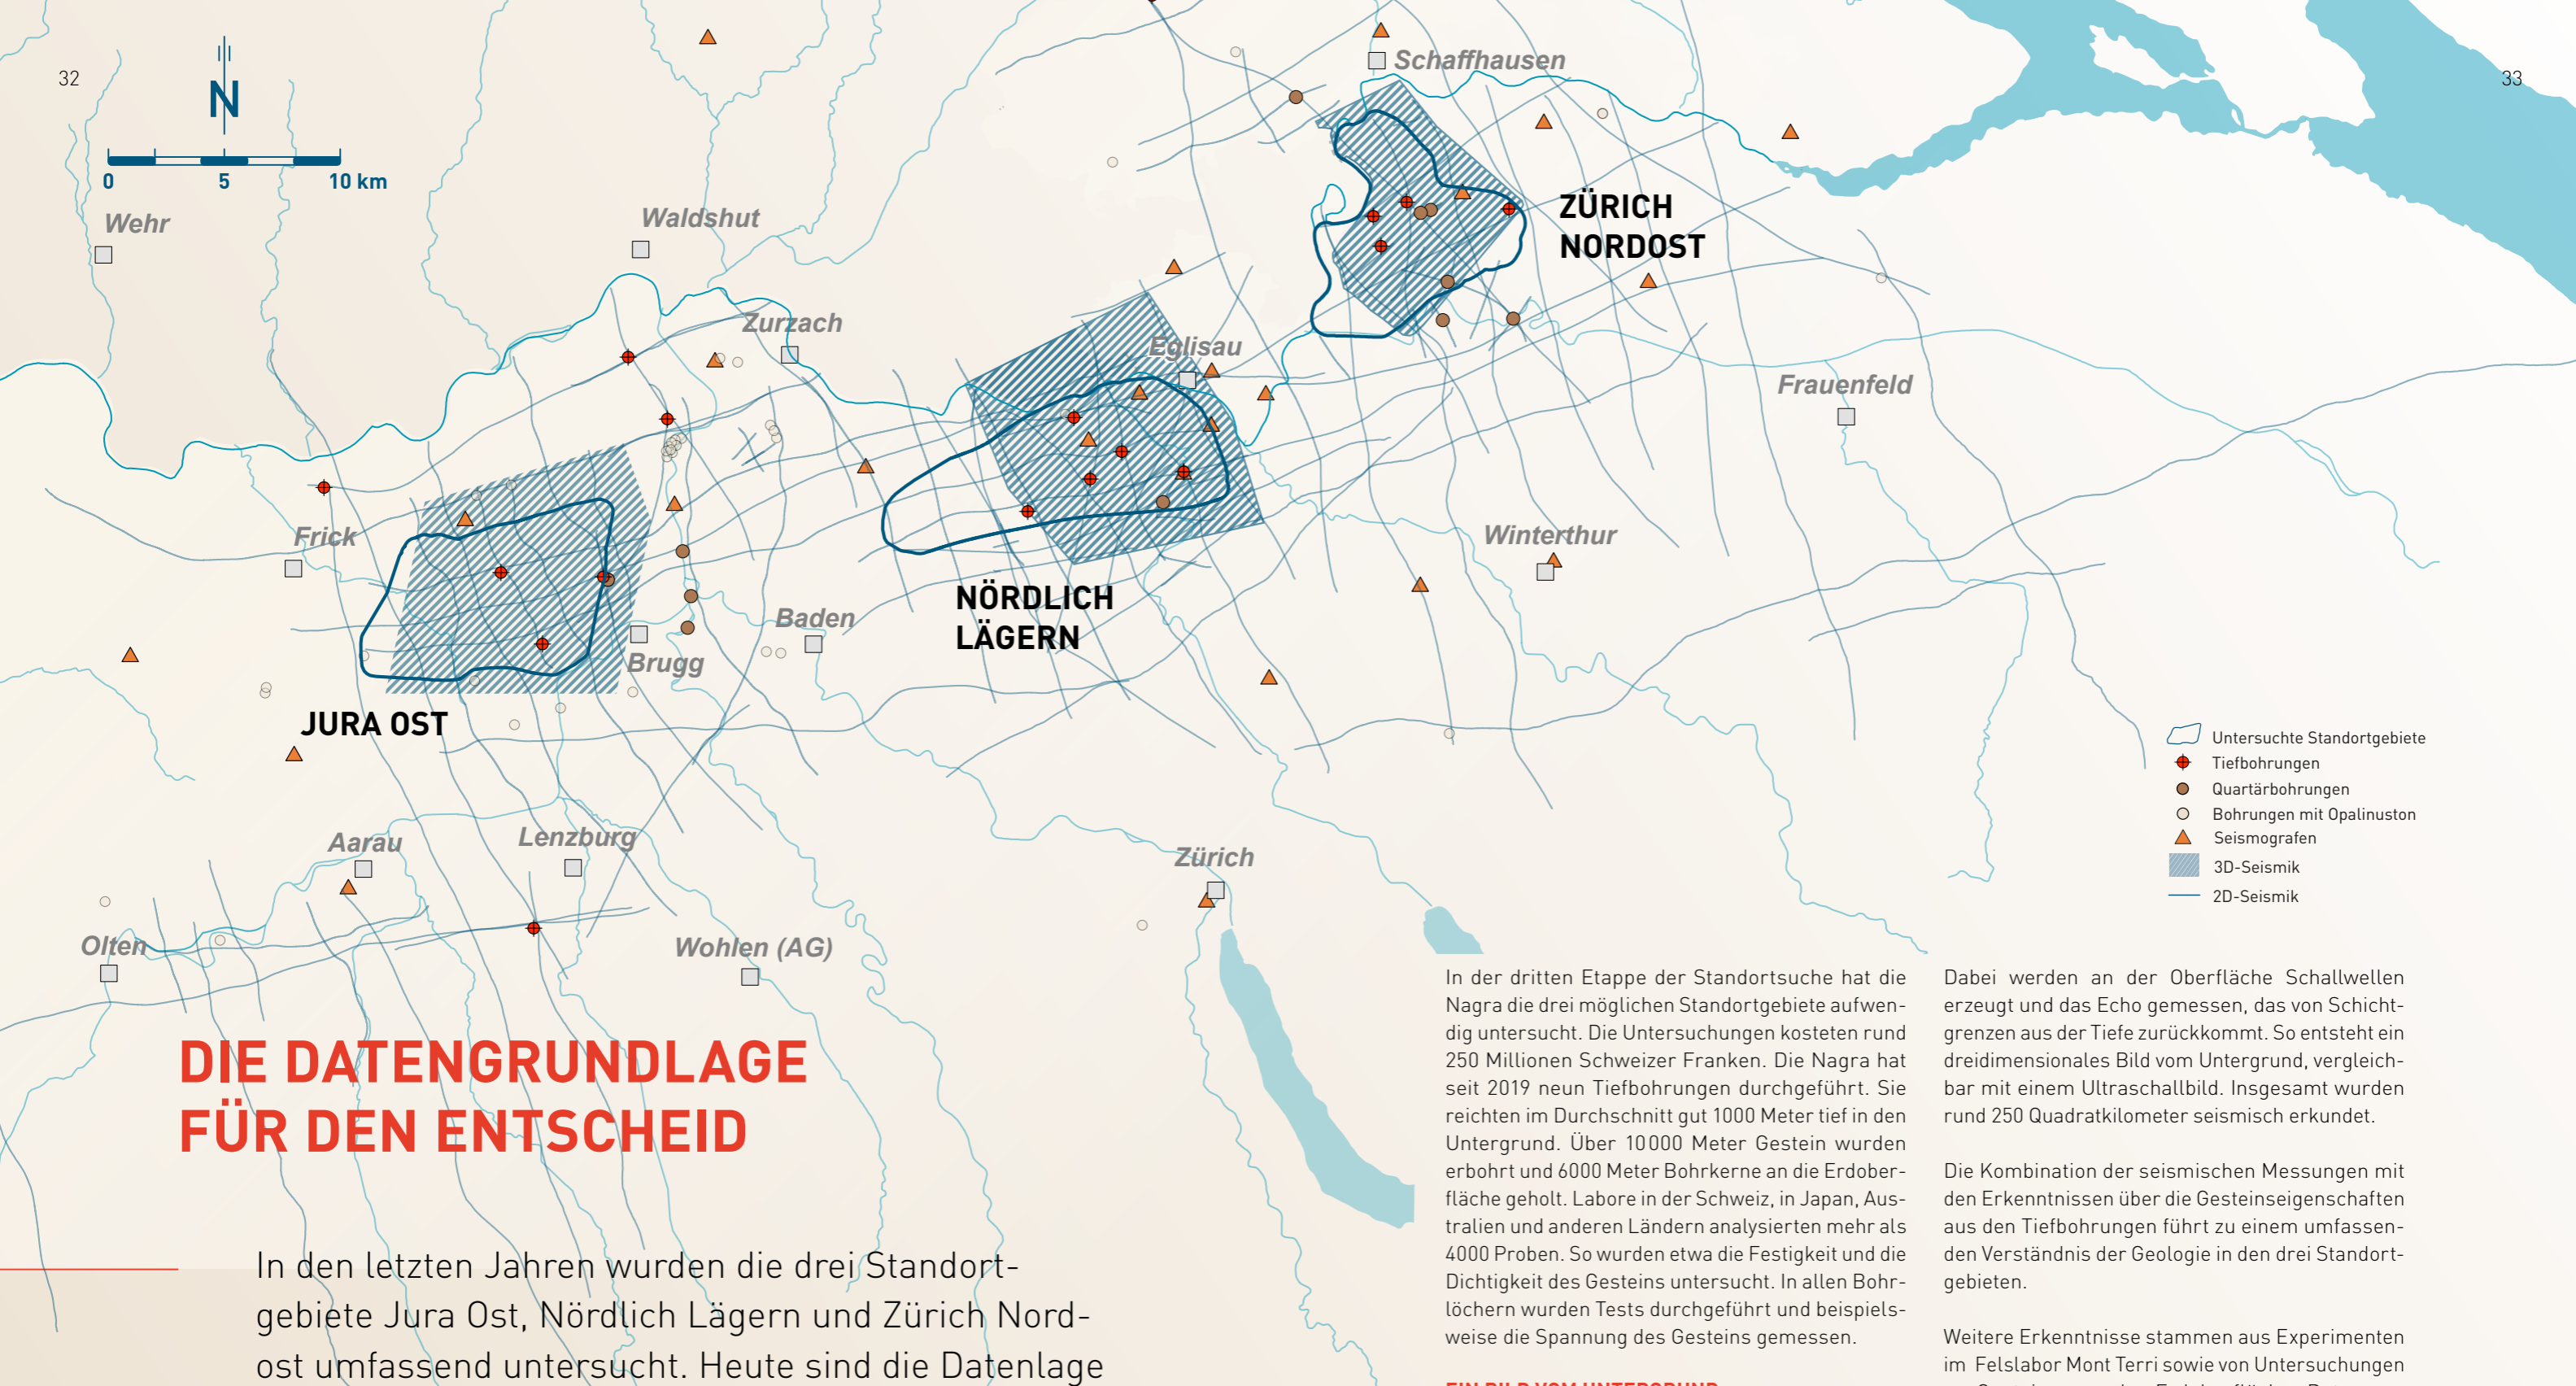 32
33
N
0 5 10 km
Schaffhausen
Wehr
Waldshut
ZÜRICH
NORDOST
Zurzach
Eglisau
Frauenfeld
Frick
Winterthur
NÖRDLICH
LÄGERN
Baden
Brugg
JURA OST
Aarau
Lenzburg
Zürich
Olten
Wohlen (AG)
Untersuchte Standortgebiete
Tiefbohrungen
Quartärbohrungen
Bohrungen mit Opalinuston
Seismografen
3D-Seismik
2D-Seismik
DIE DATENGRUNDLAGE
FÜR DEN ENTSCHEID
In den letzten Jahren wurden die drei Standort-
gebiete Jura Ost, Nördlich Lägern und Zürich Nord-
ost umfassend untersucht. Heute sind die Datenlage
In der dritten Etappe der Standortsuche hat die
Nagra die drei möglichen Standortgebiete aufwen-
dig untersucht. Die Untersuchungen kosteten rund
250 Millionen Schweizer Franken. Die Nagra hat
seit 2019 neun Tiefbohrungen durchgeführt. Sie
reichten im Durchschnitt gut 1000 Meter tief in den
Untergrund. Über 10000 Meter Gestein wurden
erbohrt und 6000 Meter Bohrkerne an die Erdober-
fläche geholt. Labore in der Schweiz, in Japan, Aus-
tralien und anderen Ländern analysierten mehr als
4000 Proben. So wurden etwa die Festigkeit und die
Dichtigkeit des Gesteins untersucht. In allen Bohr-
löchern wurden Tests durchgeführt und beispiels-
weise die Spannung des Gesteins gemessen.
EIN BILD VOM UNTERGRUND
Dabei werden an der Oberfläche Schallwellen
erzeugt und das Echo gemessen, das von Schicht-
grenzen aus der Tiefe zurückkommt. So entsteht ein
dreidimensionales Bild vom Untergrund, vergleich-
bar mit einem Ultraschallbild. Insgesamt wurden
rund 250 Quadratkilometer seismisch erkundet.
Die Kombination der seismischen Messungen mit
den Erkenntnissen über die Gesteinseigenschaften
aus den Tiefbohrungen führt zu einem umfassen-
den Verständnis der Geologie in den drei Standort-
gebieten.
Weitere Erkenntnisse stammen aus Experimenten
im Felslabor Mont Terri sowie von Untersuchungen